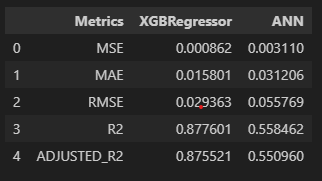 Metrics XGBRegressor ANN
0 MSE 0.000862 0.003110
1 MAE 0.015801 0.031206
2 RMSE 0.029363 0.055769
3 R2 0.877601 0.558462
4 ADJUSTED_R2 0.875521 0.550960